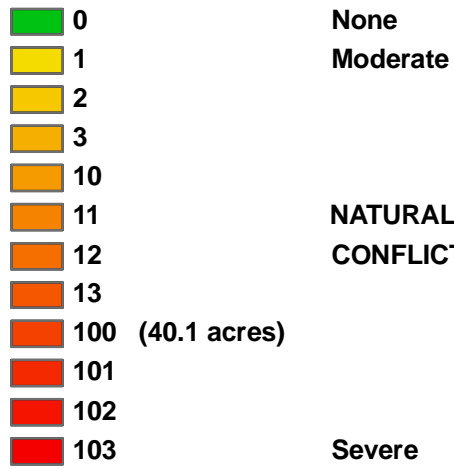 0 None
1 Moderate
2
3
10
11 NATURAL
12 CONFLICT
13
100 (40.1 acres)
101
102
103 Severe